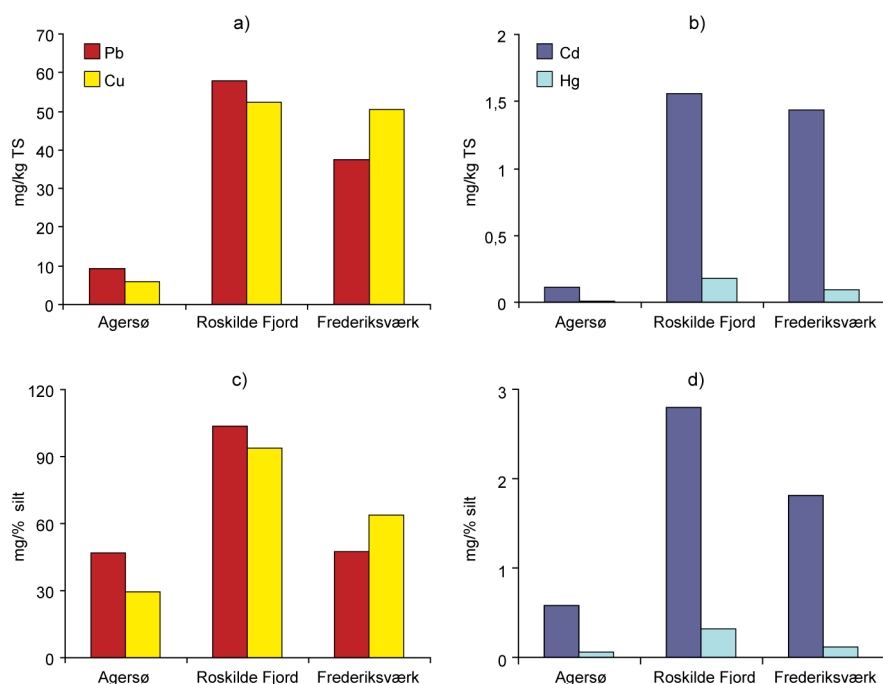 a)
Pb
Cu
mg/kg TS
70
60
50
40
30
20
10
0
Agersø Roskilde Fjord Frederiksværk
b)
Cd
Hg
mg/kg TS
2
1,5
1
0,5
0
Agersø Roskilde Fjord Frederiksværk
c)
mg/% silt
120
90
60
30
0
Agersø Roskilde Fjord Frederiksværk
d)
mg/% silt
3
2
1
0
Agersø Roskilde Fjord Frederiksværk